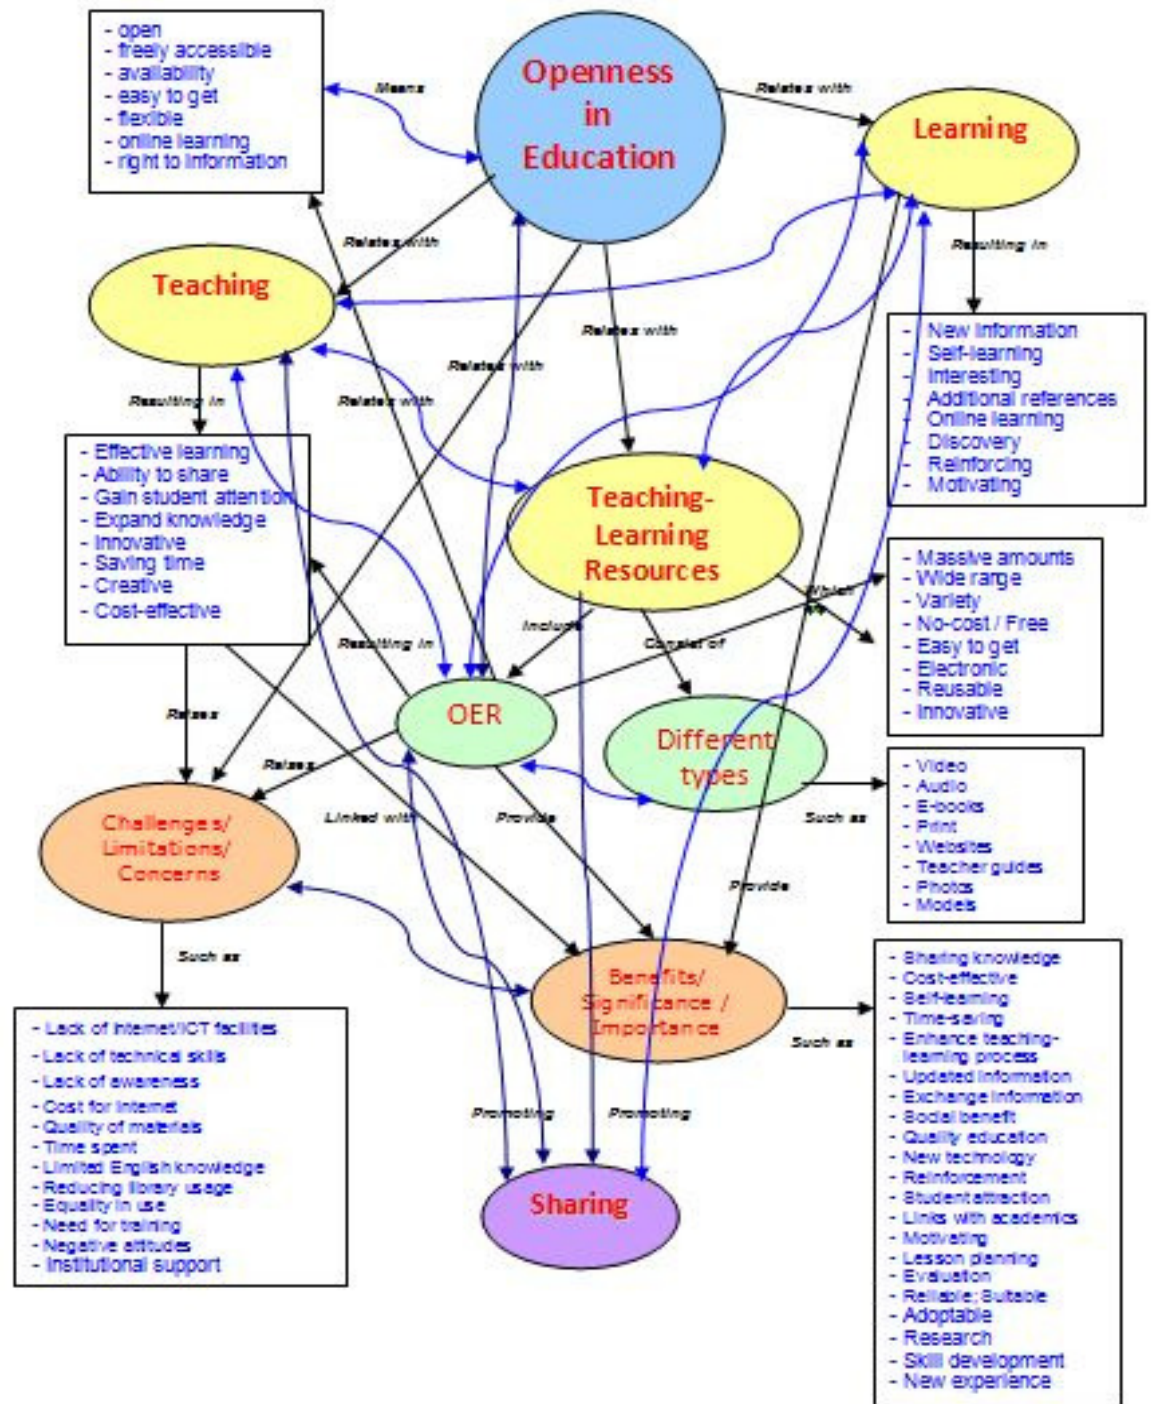 - open
- freely accessible
- availability
- easy to get
- flexible
- online learning
- right to information
Means
Openness
in
Education
Relates with
Learning
Relates with
Resulting in
Teaching
Relates with
Relates with
Resulting in
Relates with
- New information
- Self-learning
- Interesting
- Additional references
- Online learning
- Discovery
- Reinforcing
- Motivating
- Effective learning
- Ability to share
- Gain student attention
- Expand knowledge
- Innovative
- Saving time
- Creative
- Cost-effective
Teaching-
Learning
Resources
- Massive amounts
- Wide range
- Variety
- No-cost / Free
- Easy to get
- Electronic
- Reusable
- Innovative
Which
Include
Consist of
Resulting in
OER
Raises
Different
types
Raises
- Video
- Audio
- E-books
- Print
- Websites
- Teacher guides
- Photos
- Models
Such as
Linked with
Provide
Challenges/
Limitations/
Concerns
Provide
Such as
Benefits/
Significance /
Importance
Such as
- Sharing knowledge
- Cost-effective
- Self-learning
- Time-saving
- Enhance teaching-
learning process
- Updated information
- Exchange information
- Social benefit
- Quality education
- New technology
- Reinforcement
- Student attraction
- Links with academics
- Motivating
- Lesson planning
- Evaluation
- Reliable; Suitable
- Adoptable
- Research
- Skill development
- New experience
- Lack of Internet/ICT facilities
- Lack of technical skills
- Lack of awareness
- Cost for Internet
- Quality of materials
- Time spent
- Limited English knowledge
- Reducing library usage
- Equality in use
- Need for training
- Negative attitudes
- Institutional support
Promoting
Promoting
Sharing